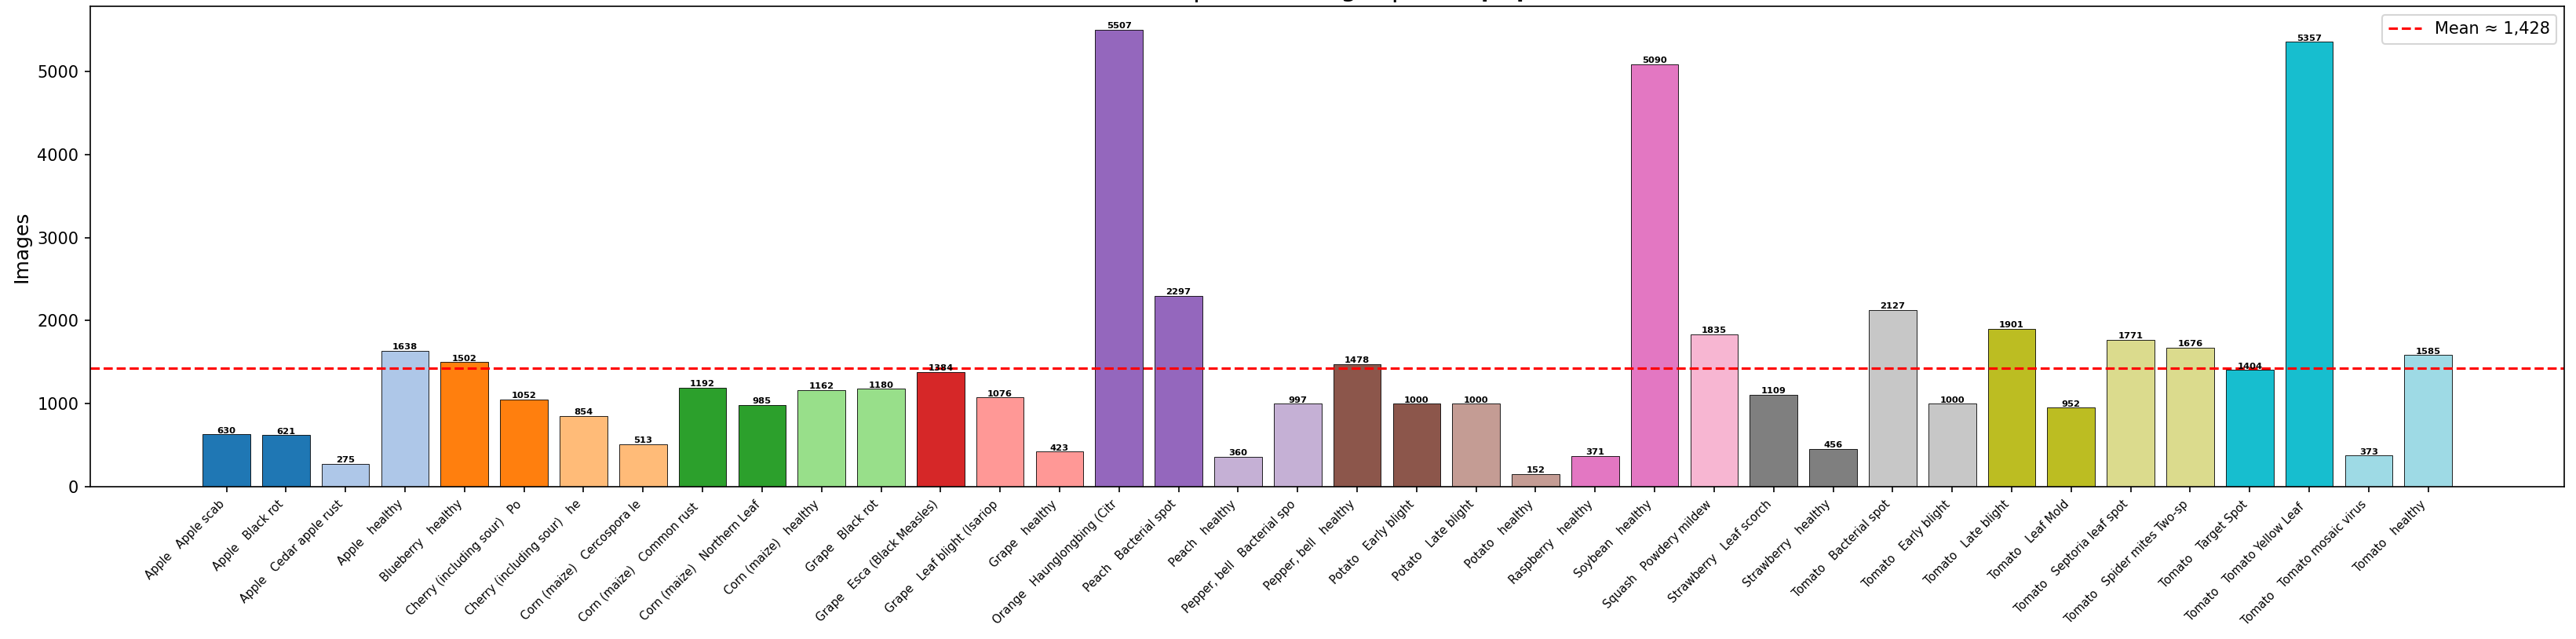 Mean ≈ 1,428
Images
5000
4000
3000
2000
1000
0
630
621
275
1638
1502
1052
854
513
1192
985
1162
1180
1384
1076
423
5507
2297
360
997
1478
1000
1000
152
371
5090
1835
1109
456
2127
1000
1901
952
1771
1676
1404
5357
373
1585
Apple   Apple scab
Apple   Black rot
Apple   Cedar apple rust
Apple   healthy
Blueberry   healthy
Cherry (including sour)   Po
Cherry (including sour)   he
Corn (maize)   Cercospora le
Corn (maize)   Common rust
Corn (maize)   Northern Leaf
Corn (maize)   healthy
Grape   Black rot
Grape   Esca (Black Measles)
Grape   Leaf blight (Isariop
Grape   healthy
Orange   Haunglongbing (Citr
Peach   Bacterial spot
Peach   healthy
Pepper, bell   Bacterial spo
Pepper, bell   healthy
Potato   Early blight
Potato   Late blight
Potato   healthy
Raspberry   healthy
Soybean   healthy
Squash   Powdery mildew
Strawberry   Leaf scorch
Strawberry   healthy
Tomato   Bacterial spot
Tomato   Early blight
Tomato   Late blight
Tomato   Leaf Mold
Tomato   Septoria leaf spot
Tomato   Spider mites Two-sp
Tomato   Target Spot
Tomato   Tomato Yellow Leaf
Tomato   Tomato mosaic virus
Tomato   healthy